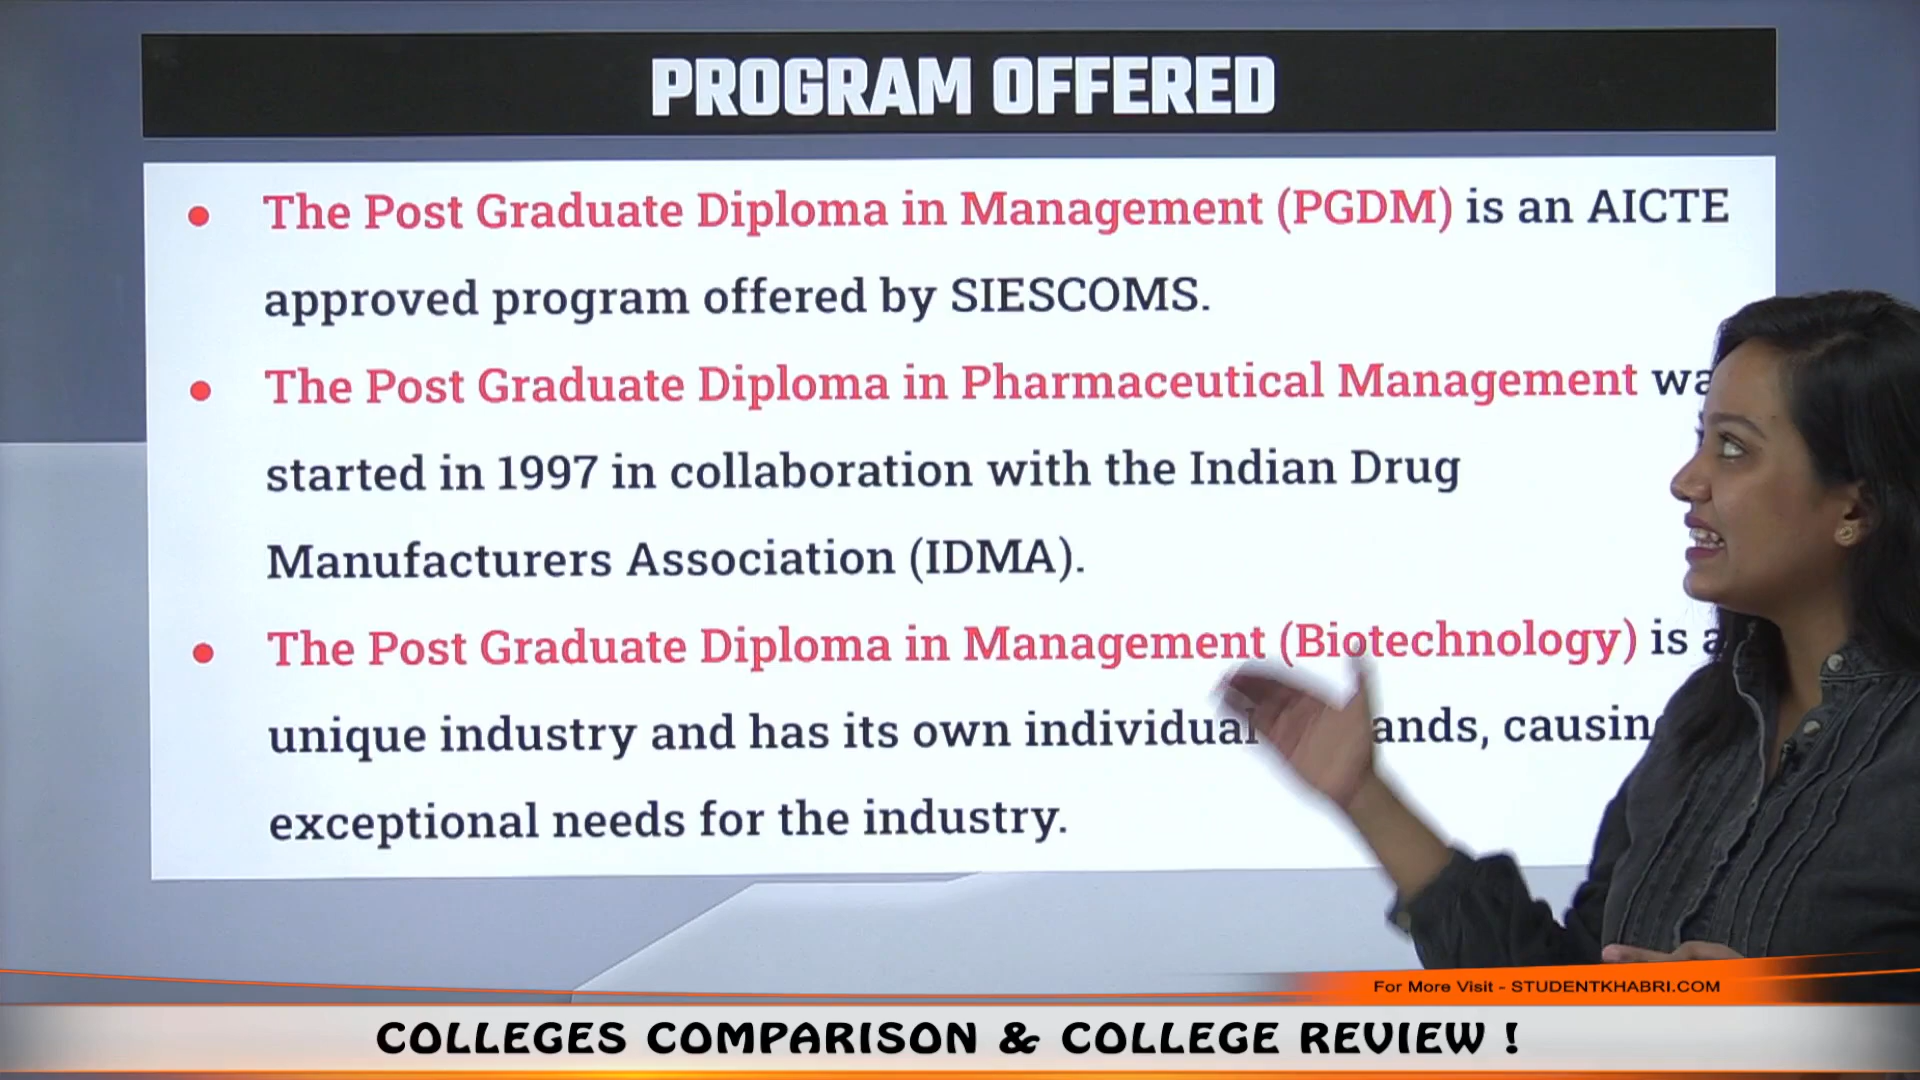 PROGRAM OFFERED
• The Post Graduate Diploma in Management (PGDM) is an AICTE
approved program offered by SIESCOMS.
• The Post Graduate Diploma in Pharmaceutical Management
started in 1997 in collaboration with the Indian Drug
Manufacturers Association (IDMA).
• The Post Graduate Diploma in Management (Biotechnology) is
unique industry and has its own individual
exceptional needs for the industry.
For More Visit - STUDENTKHABRI.COM
COLLEGES COMPARISON & COLLEGE REVIEW !